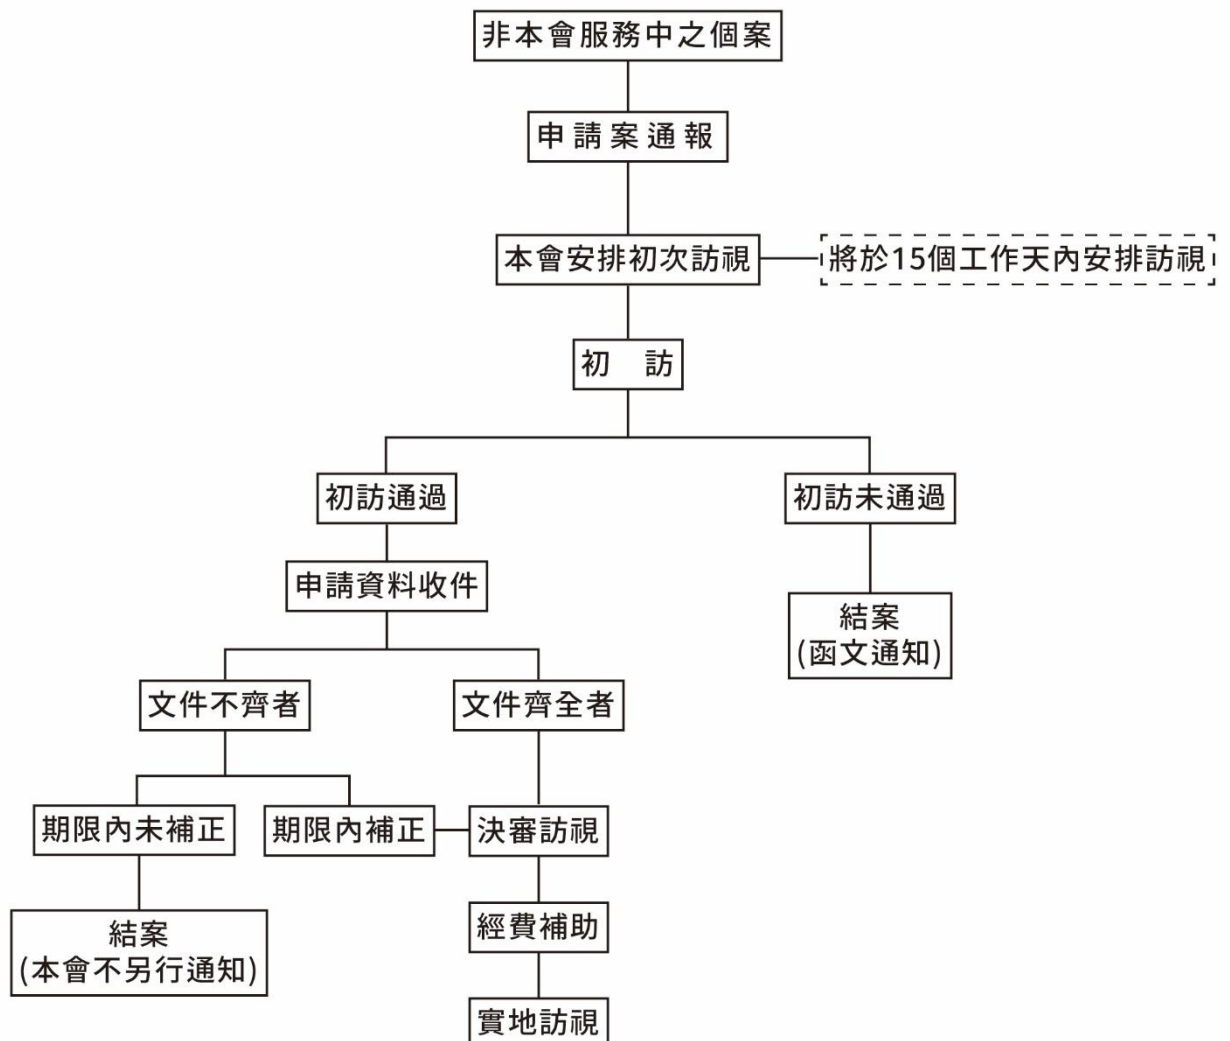 非本會服務中之個案
申請案通報
本會安排初次訪視
將於15個工作天內安排訪視
初　訪
初訪通過
初訪未通過
申請資料收件
結案
(函文通知)
文件不齊者
文件齊全者
期限內未補正
期限內補正
決審訪視
結案
(本會不另行通知)
經費補助
實地訪視